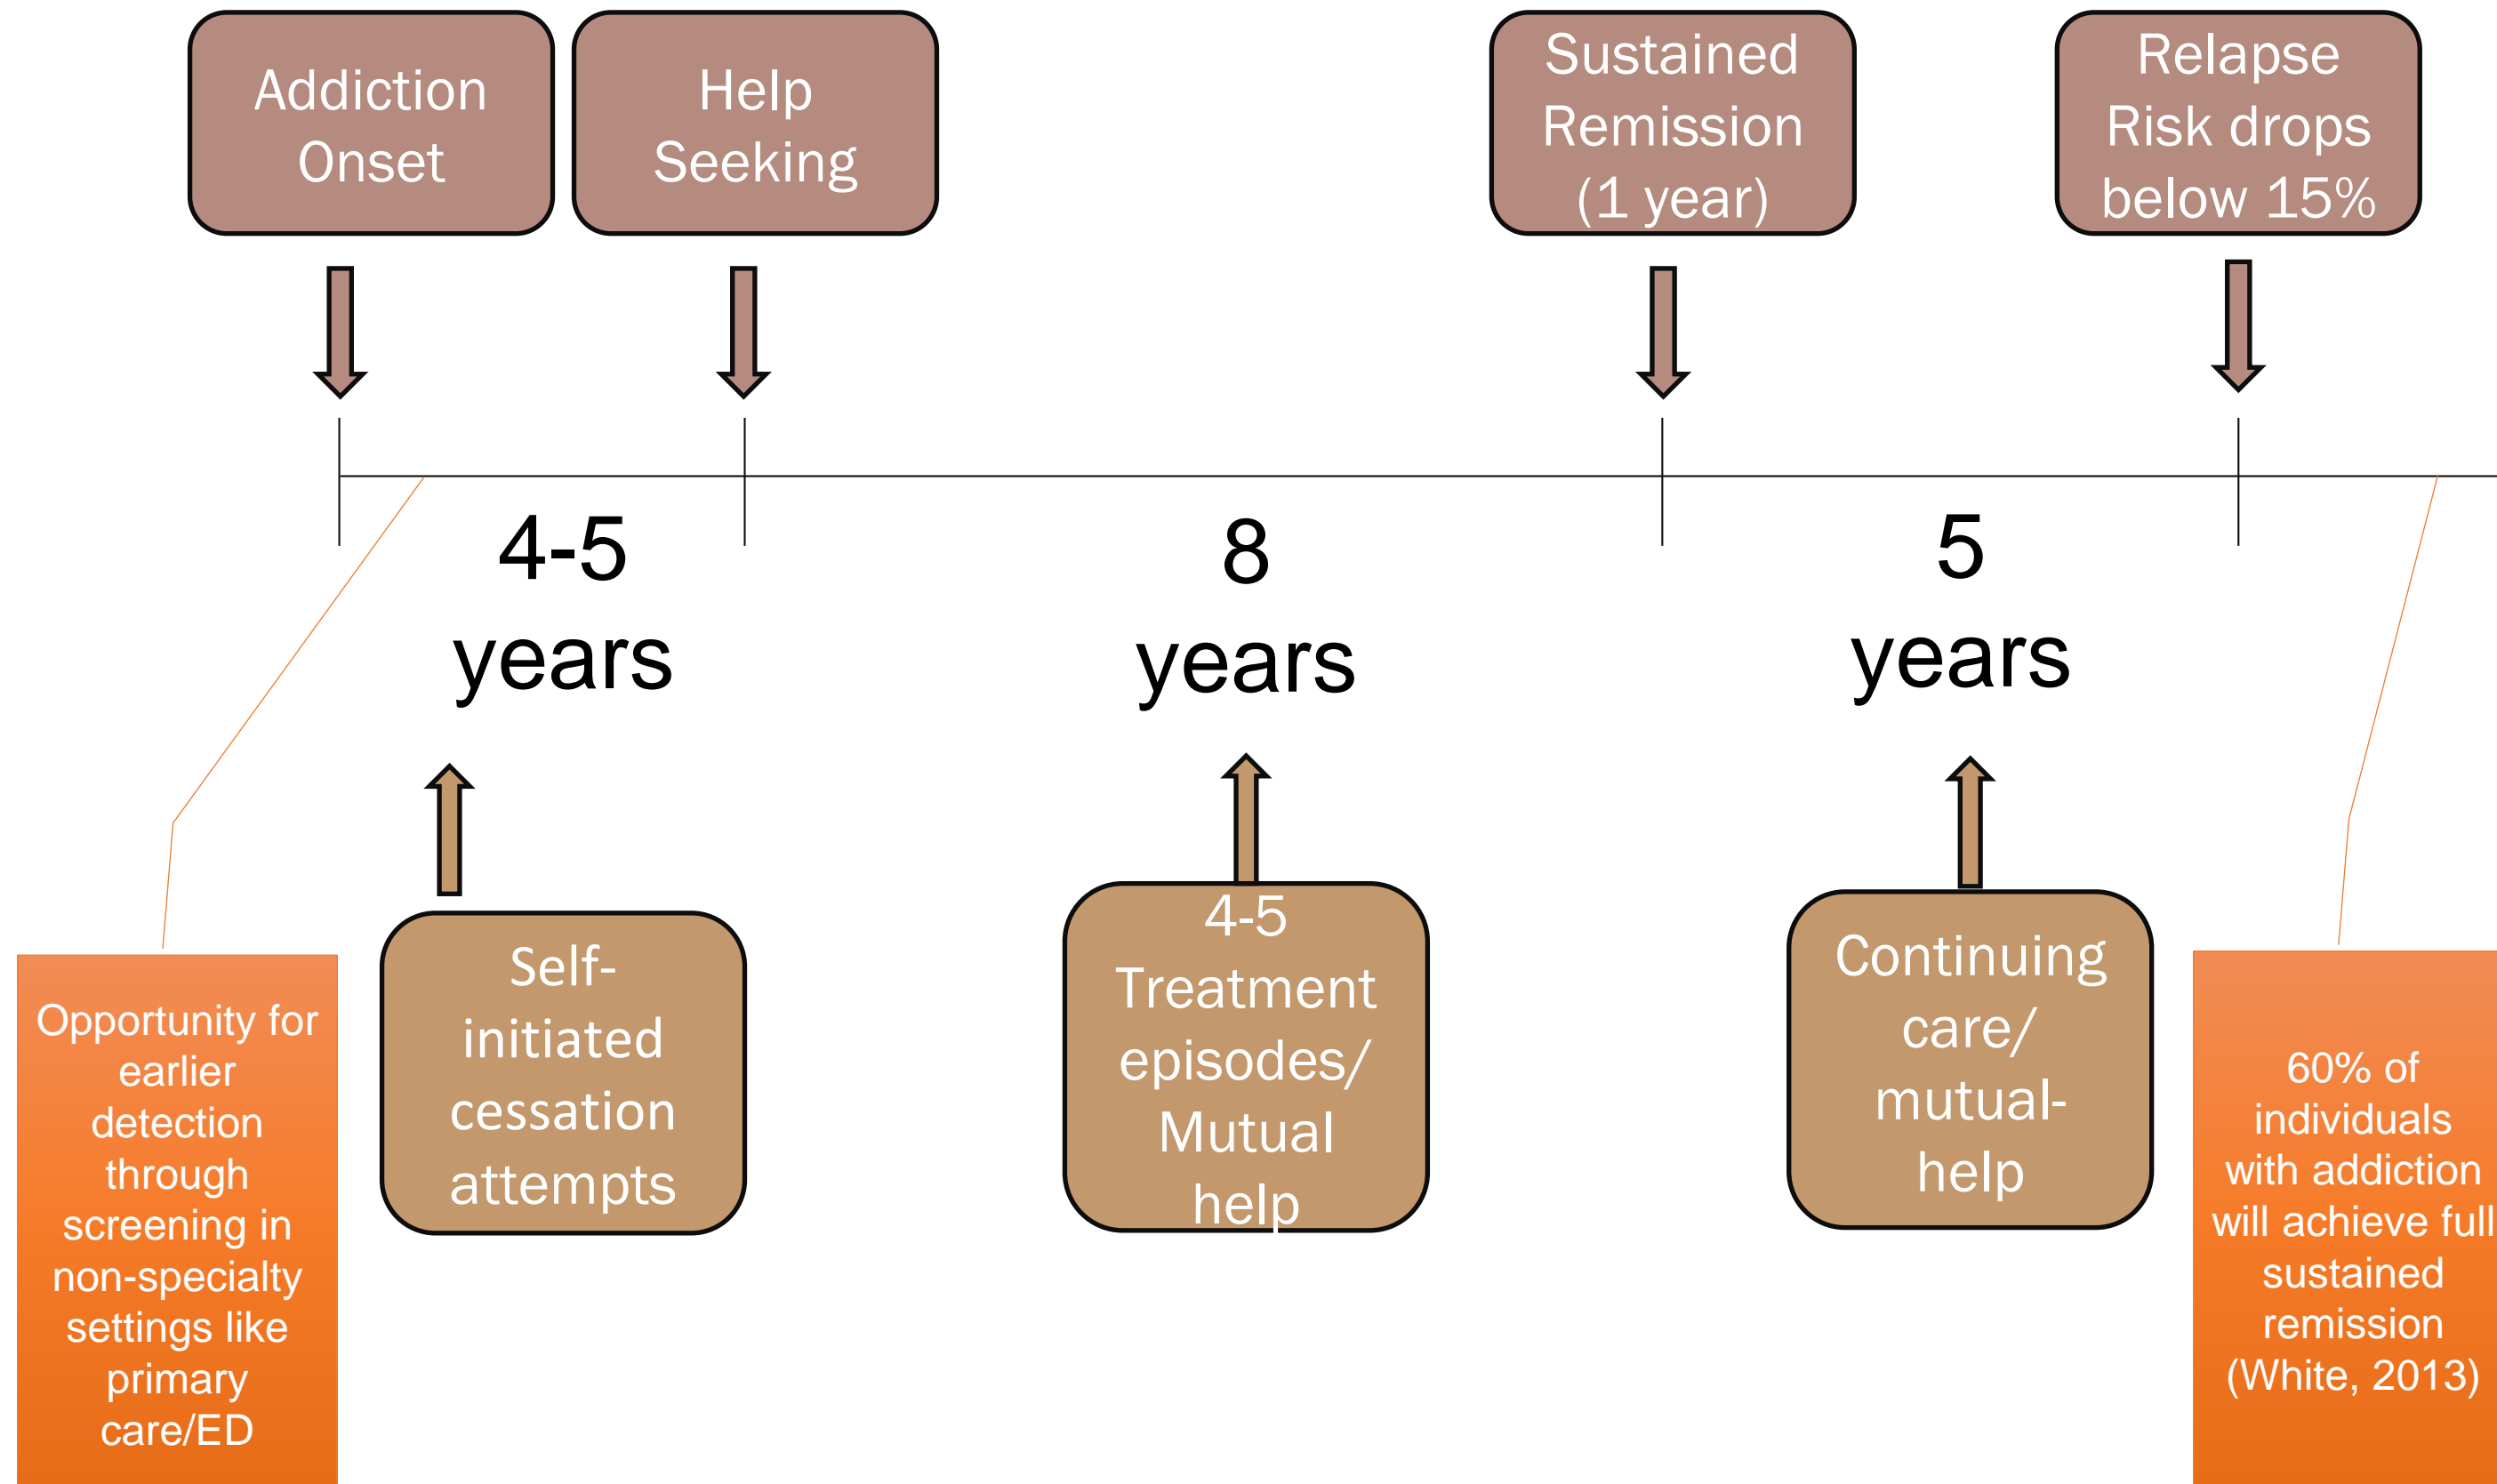 Addiction
Onset
Help
Seeking
Sustained
Remission
(1 year)
Relapse
Risk drops
below 15%
4-5
years
8
years
5
years
Opportunity for
earlier
detection
through
screening in
non-specialty
settings like
primary
care/ED
Self-
initiated
cessation
attempts
4-5
Treatment
episodes/
Mutual
help
Continuing
care/
mutual-
help
60% of
individuals
with addiction
will achieve full
sustained
remission
(White, 2013)